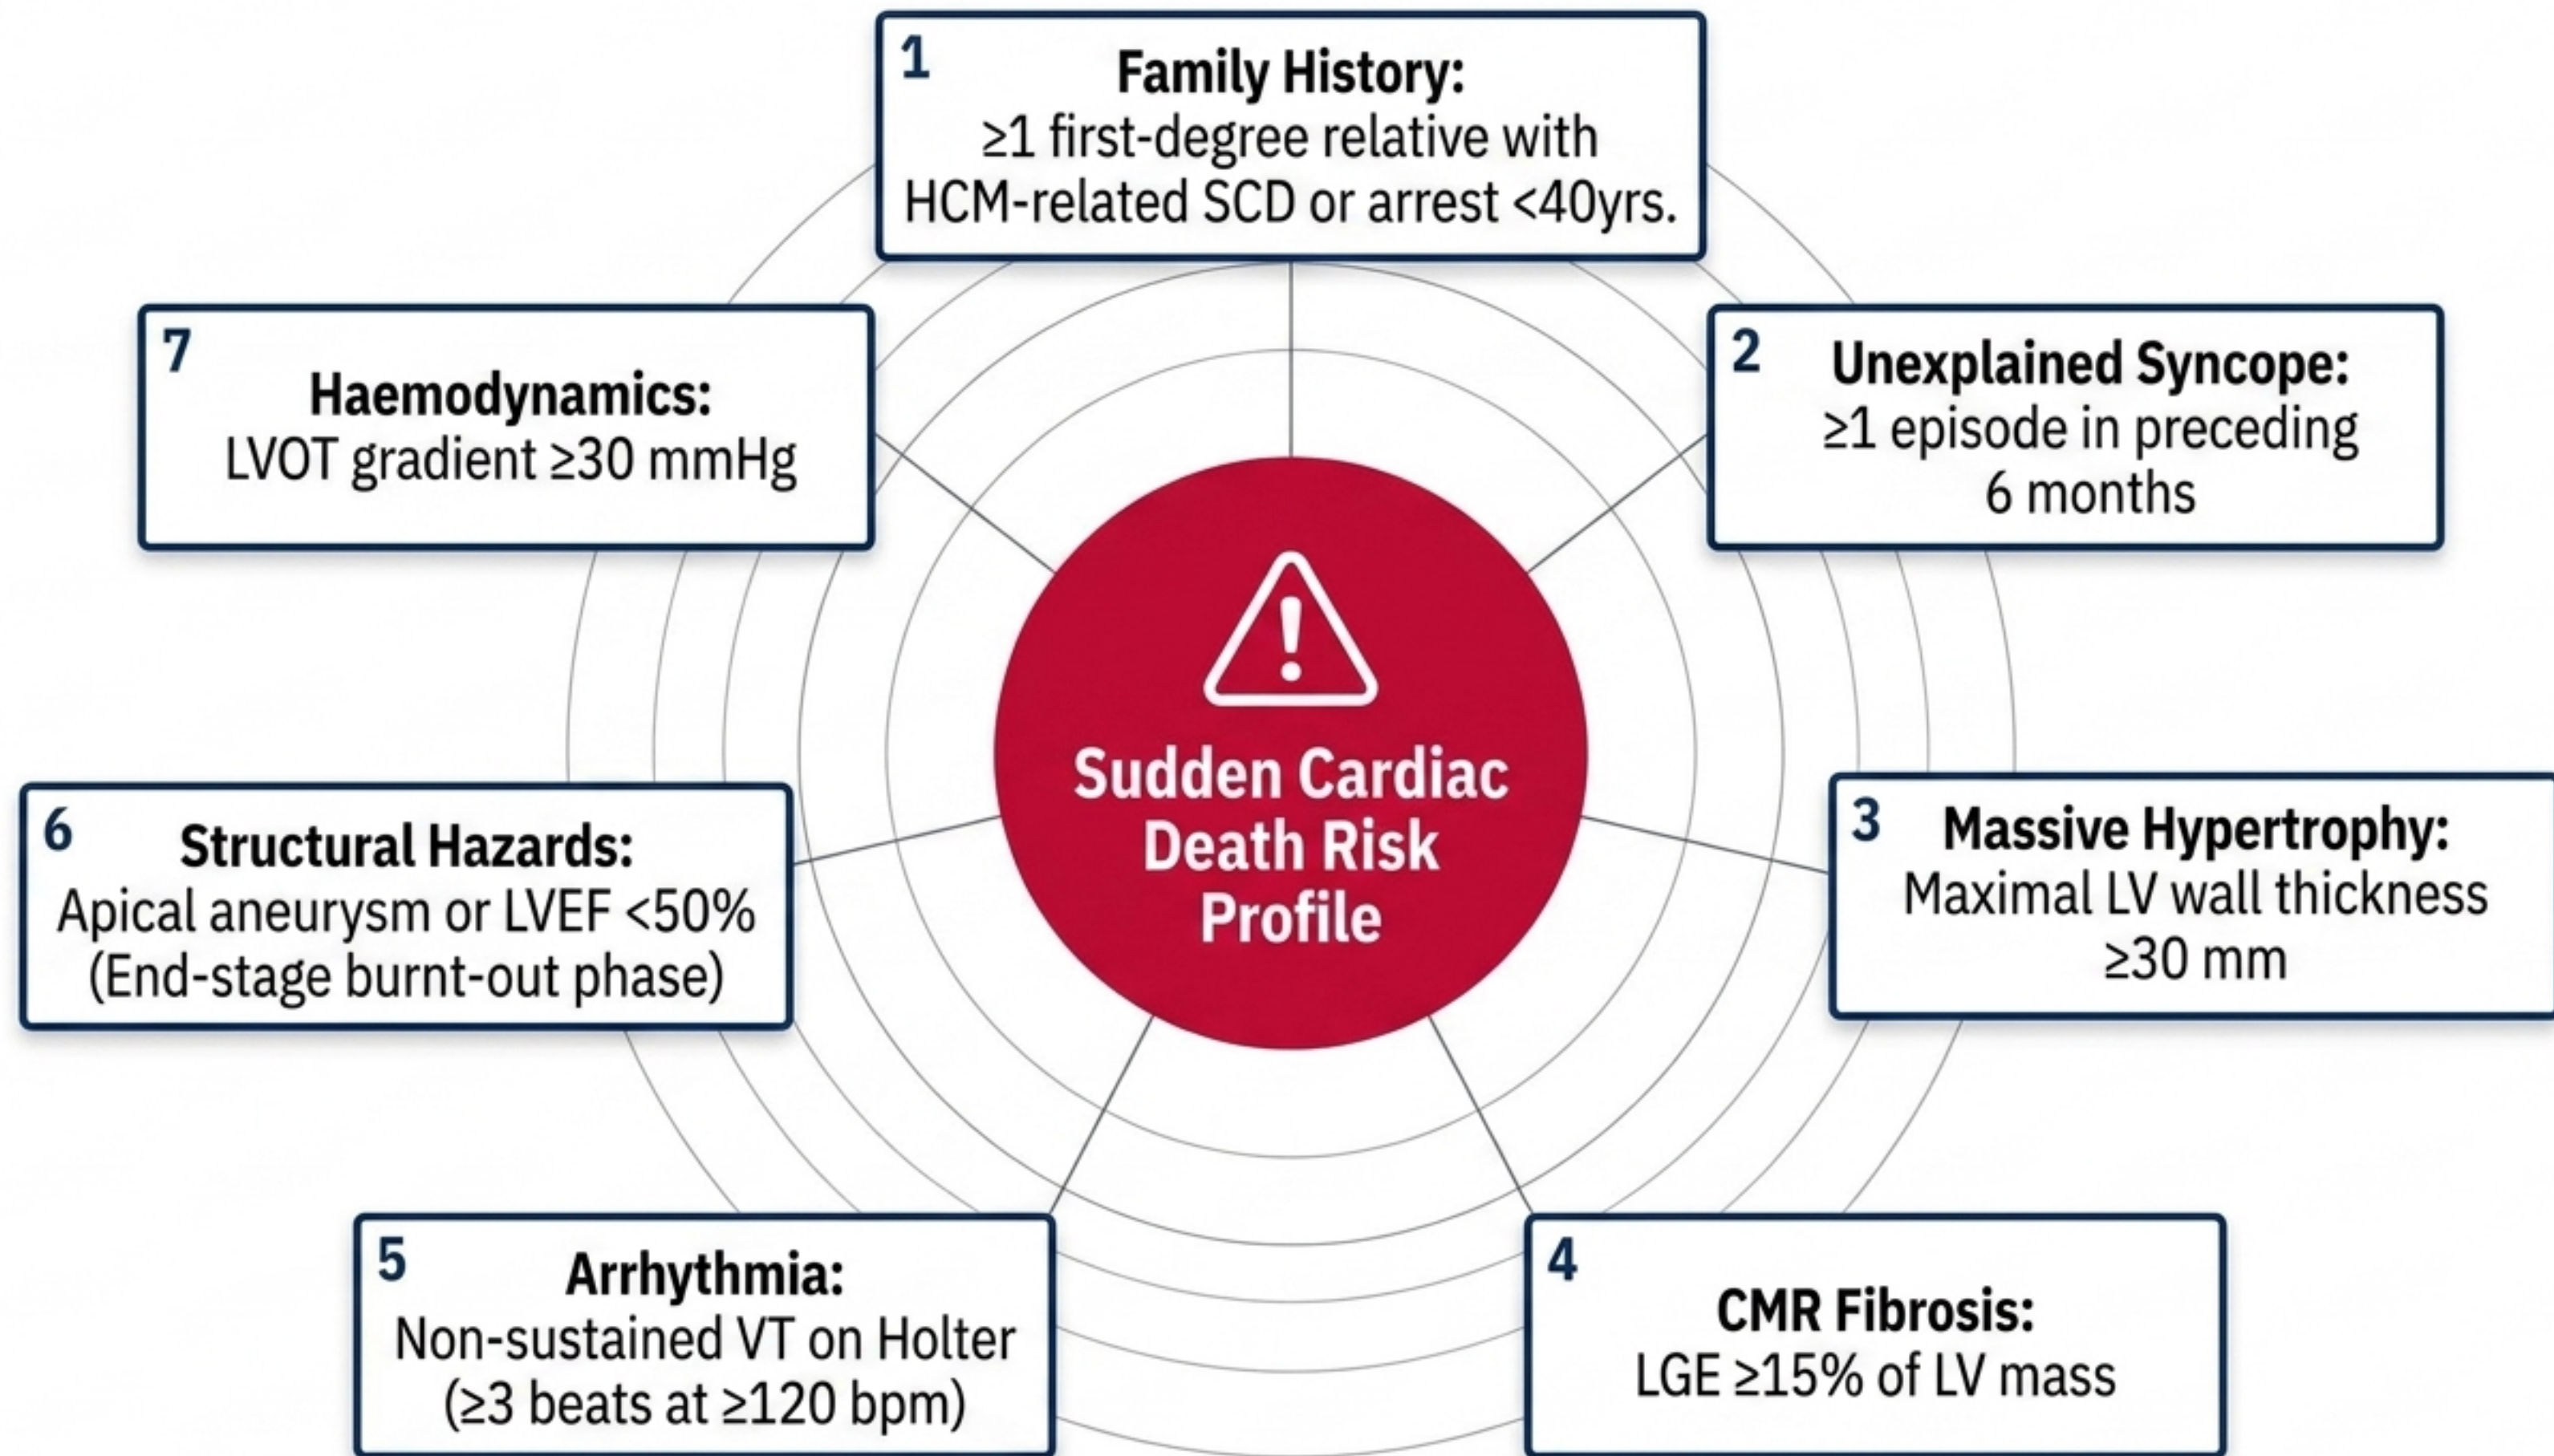 1
Family History:
≥1 first-degree relative with
HCM-related SCD or arrest <40yrs.
2
Unexplained Syncope:
≥1 episode in preceding
6 months
3
Massive Hypertrophy:
Maximal LV wall thickness
≥30 mm
4
CMR Fibrosis:
LGE ≥15% of LV mass
5
Arrhythmia:
Non-sustained VT on Holter
(≥3 beats at ≥120 bpm)
6
Structural Hazards:
Apical aneurysm or LVEF <50%
(End-stage burnt-out phase)
7
Haemodynamics:
LVOT gradient ≥30 mmHg
Sudden Cardiac
Death Risk
Profile